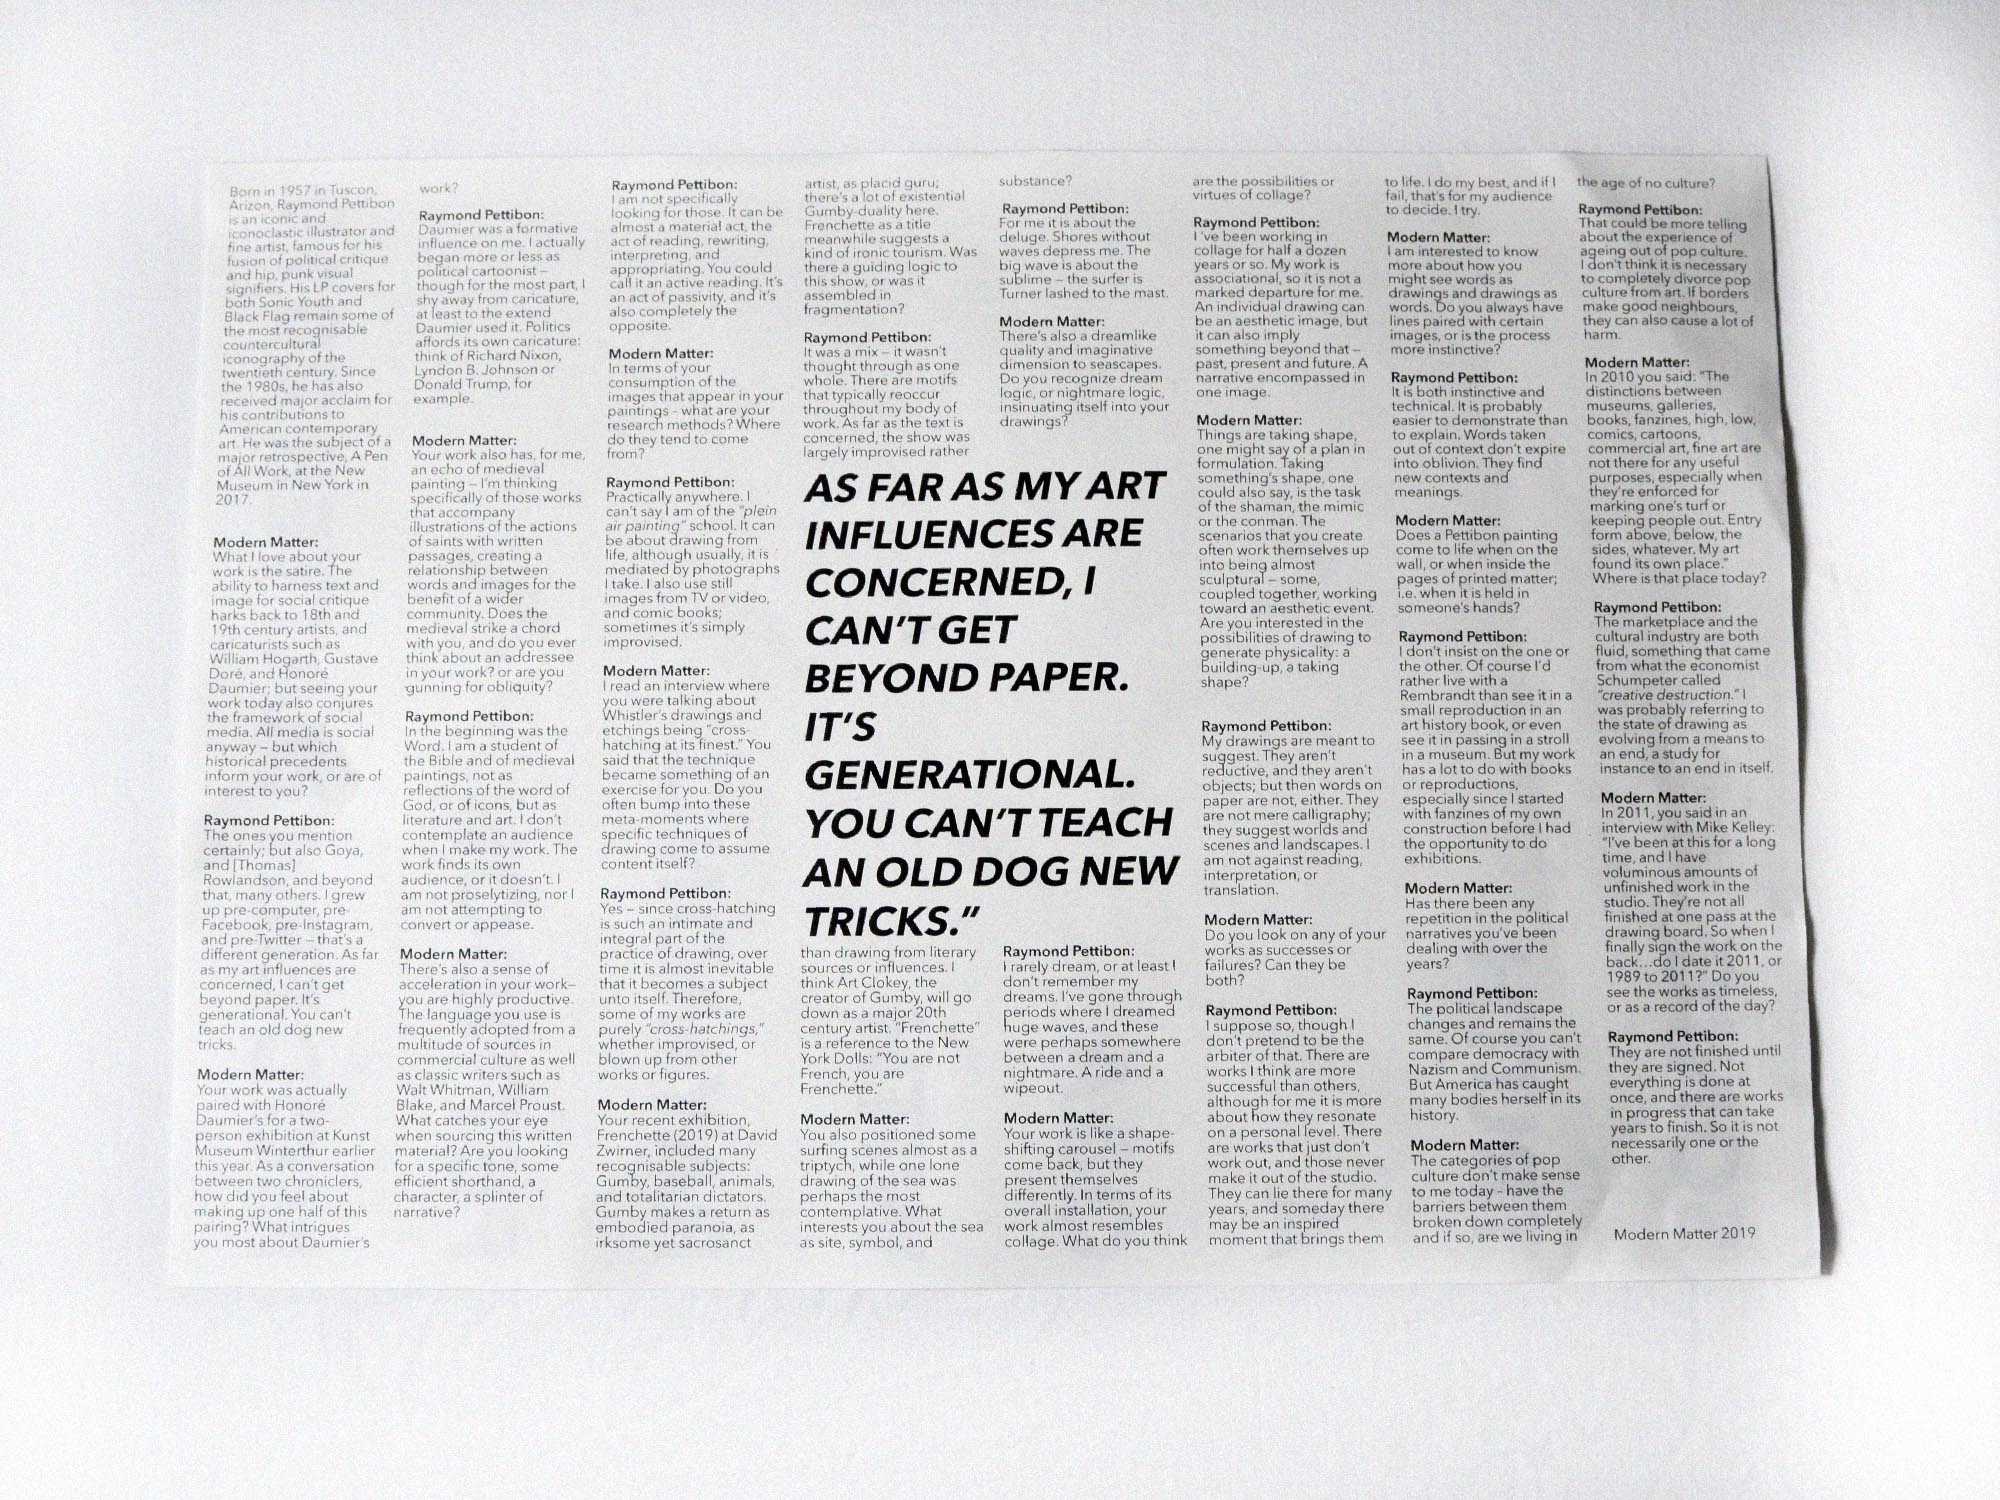 Born in 1957 in Tuscon,
Arizon, Raymond Pettibon
is an iconic and
iconoclastic illustrator and
fine artist, famous for his
fusion of political critique
and hip, punk visual
signifiers. His LP covers for
both Sonic Youth and
Black Flag remain some of
the most recognisable
countercultural
iconography of the
twentieth century. Since
the 1980s, he has also
received major acclaim for
his contributions to
American contemporary
art. He was the subject of a
major retrospective, A Pen
of All Work, at the New
Museum in New York in
2017.
Modern Matter:
What I love about your
work is the satire. The
ability to harness text and
image for social critique
harks back to 18th and
19th century artists, and
caricaturists such as
William Hogarth, Gustave
Doré, and Honoré
Daumier; but seeing your
work today also conjures
the framework of social
media. All media is social
anyway – but which
historical precedents
inform your work, or are of
interest to you?
Raymond Pettibon:
The ones you mention
certainly; but also Goya,
and [Thomas]
Rowlandson, and beyond
that, many others. I grew
up pre-computer, pre-
Facebook, pre-Instagram,
and pre-Twitter – that's a
different generation. As far
as my art influences are
concerned, I can't get
beyond paper. It's
generational. You can't
teach an old dog new
tricks.
Modern Matter:
Your work was actually
paired with Honoré
Daumier's for a two-
person exhibition at Kunst
Museum Winterthur earlier
this year. As a conversation
between two chroniclers,
how did you feel about
making up one half of this
pairing? What intrigues
you most about Daumier's
work?
Raymond Pettibon:
Daumier was a formative
influence on me. I actually
began more or less as
political cartoonist –
though for the most part, I
shy away from caricature,
at least to the extend
Daumier used it. Politics
affords its own caricature:
think of Richard Nixon,
Lyndon B. Johnson or
Donald Trump, for
example.
Modern Matter:
Your work also has, for me,
an echo of medieval
painting – I'm thinking
specifically of those works
that accompany
illustrations of the actions
of saints with written
passages, creating a
relationship between
words and images for the
benefit of a wider
community. Does the
medieval strike a chord
with you, and do you ever
think about an addressee
in your work? or are you
gunning for obliquity?
Raymond Pettibon:
In the beginning was the
Word. I am a student of
the Bible and of medieval
paintings, not as
reflections of the word of
God, or of icons, but as
literature and art. I don't
contemplate an audience
when I make my work. The
work finds its own
audience, or it doesn't. I
am not proselytizing, nor I
am not attempting to
convert or appease.
Modern Matter:
There's also a sense of
acceleration in your work–
you are highly productive.
The language you use is
frequently adopted from a
multitude of sources in
commercial culture as well
as classic writers such as
Walt Whitman, William
Blake, and Marcel Proust.
What catches your eye
when sourcing this written
material? Are you looking
for a specific tone, some
efficient shorthand, a
character, a splinter of
narrative?
Raymond Pettibon:
I am not specifically
looking for those. It can be
almost a material act, the
act of reading, rewriting,
interpreting, and
appropriating. You could
call it an active reading. It's
an act of passivity, and it's
also completely the
opposite.
Modern Matter:
In terms of your
consumption of the
images that appear in your
paintings - what are your
research methods? Where
do they tend to come
from?
Raymond Pettibon:
Practically anywhere. I
can't say I am of the "plein
air painting" school. It can
be about drawing from
life, although usually, it is
mediated by photographs
I take. I also use still
images from TV or video,
and comic books;
sometimes it's simply
improvised.
Modern Matter:
I read an interview where
you were talking about
Whistler's drawings and
etchings being "cross-
hatching at its finest." You
said that the technique
became something of an
exercise for you. Do you
often bump into these
meta-moments where
specific techniques of
drawing come to assume
content itself?
Raymond Pettibon:
Yes – since cross-hatching
is such an intimate and
integral part of the
practice of drawing, over
time it is almost inevitable
that it becomes a subject
unto itself. Therefore,
some of my works are
purely "cross-hatchings,"
whether improvised, or
blown up from other
works or figures.
Modern Matter:
Your recent exhibition,
Frenchette (2019) at David
Zwirner, included many
recognisable subjects:
Gumby, baseball, animals,
and totalitarian dictators.
Gumby makes a return as
embodied paranoia, as
irksome yet sacrosanct
artist, as placid guru;
there's a lot of existential
Gumby-duality here.
Frenchette as a title
meanwhile suggests a
kind of ironic tourism. Was
there a guiding logic to
this show, or was it
assembled in
fragmentation?
Raymond Pettibon:
It was a mix – it wasn't
thought through as one
whole. There are motifs
that typically reoccur
throughout my body of
work. As far as the text is
concerned, the show was
largely improvised rather
AS FAR AS MY ART
INFLUENCES ARE
CONCERNED, I
CAN'T GET
BEYOND PAPER.
IT'S
GENERATIONAL.
YOU CAN'T TEACH
AN OLD DOG NEW
TRICKS."
than drawing from literary
sources or influences. I
think Art Clokey, the
creator of Gumby, will go
down as a major 20th
century artist. "Frenchette"
is a reference to the New
York Dolls: "You are not
French, you are
Frenchette."
Modern Matter:
You also positioned some
surfing scenes almost as a
triptych, while one lone
drawing of the sea was
perhaps the most
contemplative. What
interests you about the sea
as site, symbol, and
substance?
Raymond Pettibon:
For me it is about the
deluge. Shores without
waves depress me. The
big wave is about the
sublime – the surfer is
Turner lashed to the mast.
Modern Matter:
There's also a dreamlike
quality and imaginative
dimension to seascapes.
Do you recognize dream
logic, or nightmare logic,
insinuating itself into your
drawings?
Raymond Pettibon:
I rarely dream, or at least I
don't remember my
dreams. I've gone through
periods where I dreamed
huge waves, and these
were perhaps somewhere
between a dream and a
nightmare. A ride and a
wipeout.
Modern Matter:
Your work is like a shape-
shifting carousel – motifs
come back, but they
present themselves
differently. In terms of its
overall installation, your
work almost resembles
collage. What do you think
are the possibilities or
virtues of collage?
Raymond Pettibon:
I 've been working in
collage for half a dozen
years or so. My work is
associational, so it is not a
marked departure for me.
An individual drawing can
be an aesthetic image, but
it can also imply
something beyond that –
past, present and future. A
narrative encompassed in
one image.
Modern Matter:
Things are taking shape,
one might say of a plan in
formulation. Taking
something's shape, one
could also say, is the task
of the shaman, the mimic
or the conman. The
scenarios that you create
often work themselves up
into being almost
sculptural – some,
coupled together, working
toward an aesthetic event.
Are you interested in the
possibilities of drawing to
generate physicality: a
building-up, a taking
shape?
Raymond Pettibon:
My drawings are meant to
suggest. They aren't
reductive, and they aren't
objects; but then words on
paper are not, either. They
are not mere calligraphy;
they suggest worlds and
scenes and landscapes. I
am not against reading,
interpretation, or
translation.
Modern Matter:
Do you look on any of your
works as successes or
failures? Can they be
both?
Raymond Pettibon:
I suppose so, though I
don't pretend to be the
arbiter of that. There are
works I think are more
successful than others,
although for me it is more
about how they resonate
on a personal level. There
are works that just don't
work out, and those never
make it out of the studio.
They can lie there for many
years, and someday there
may be an inspired
moment that brings them
to life. I do my best, and if I
fail, that's for my audience
to decide. I try.
Modern Matter:
I am interested to know
more about how you
might see words as
drawings and drawings as
words. Do you always have
lines paired with certain
images, or is the process
more instinctive?
Raymond Pettibon:
It is both instinctive and
technical. It is probably
easier to demonstrate than
to explain. Words taken
out of context don't expire
into oblivion. They find
new contexts and
meanings.
Modern Matter:
Does a Pettibon painting
come to life when on the
wall, or when inside the
pages of printed matter;
i.e. when it is held in
someone's hands?
Raymond Pettibon:
I don't insist on the one or
the other. Of course I'd
rather live with a
Rembrandt than see it in a
small reproduction in an
art history book, or even
see it in passing in a stroll
in a museum. But my work
has a lot to do with books
or reproductions,
especially since I started
with fanzines of my own
construction before I had
the opportunity to do
exhibitions.
Modern Matter:
Has there been any
repetition in the political
narratives you've been
dealing with over the
years?
Raymond Pettibon:
The political landscape
changes and remains the
same. Of course you can't
compare democracy with
Nazism and Communism.
But America has caught
many bodies herself in its
history.
Modern Matter:
The categories of pop
culture don't make sense
to me today - have the
barriers between them
broken down completely
and if so, are we living in
the age of no culture?
Raymond Pettibon:
That could be more telling
about the experience of
ageing out of pop culture.
I don't think it is necessary
to completely divorce pop
culture from art. If borders
make good neighbours,
they can also cause a lot of
harm.
Modern Matter:
In 2010 you said: "The
distinctions between
museums, galleries,
books, fanzines, high, low,
comics, cartoons,
commercial art, fine art are
not there for any useful
purposes, especially when
they're enforced for
marking one's turf or
keeping people out. Entry
form above, below, the
sides, whatever. My art
found its own place."
Where is that place today?
Raymond Pettibon:
The marketplace and the
cultural industry are both
fluid, something that came
from what the economist
Schumpeter called
"creative destruction." I
was probably referring to
the state of drawing as
evolving from a means to
an end, a study for
instance to an end in itself.
Modern Matter:
In 2011, you said in an
interview with Mike Kelley:
"I've been at this for a long
time, and I have
voluminous amounts of
unfinished work in the
studio. They're not all
finished at one pass at the
drawing board. So when I
finally sign the work on the
back...do I date it 2011, or
1989 to 2011?" Do you
see the works as timeless,
or as a record of the day?
Raymond Pettibon:
They are not finished until
they are signed. Not
everything is done at
once, and there are works
in progress that can take
years to finish. So it is not
necessarily one or the
other.
Modern Matter 2019